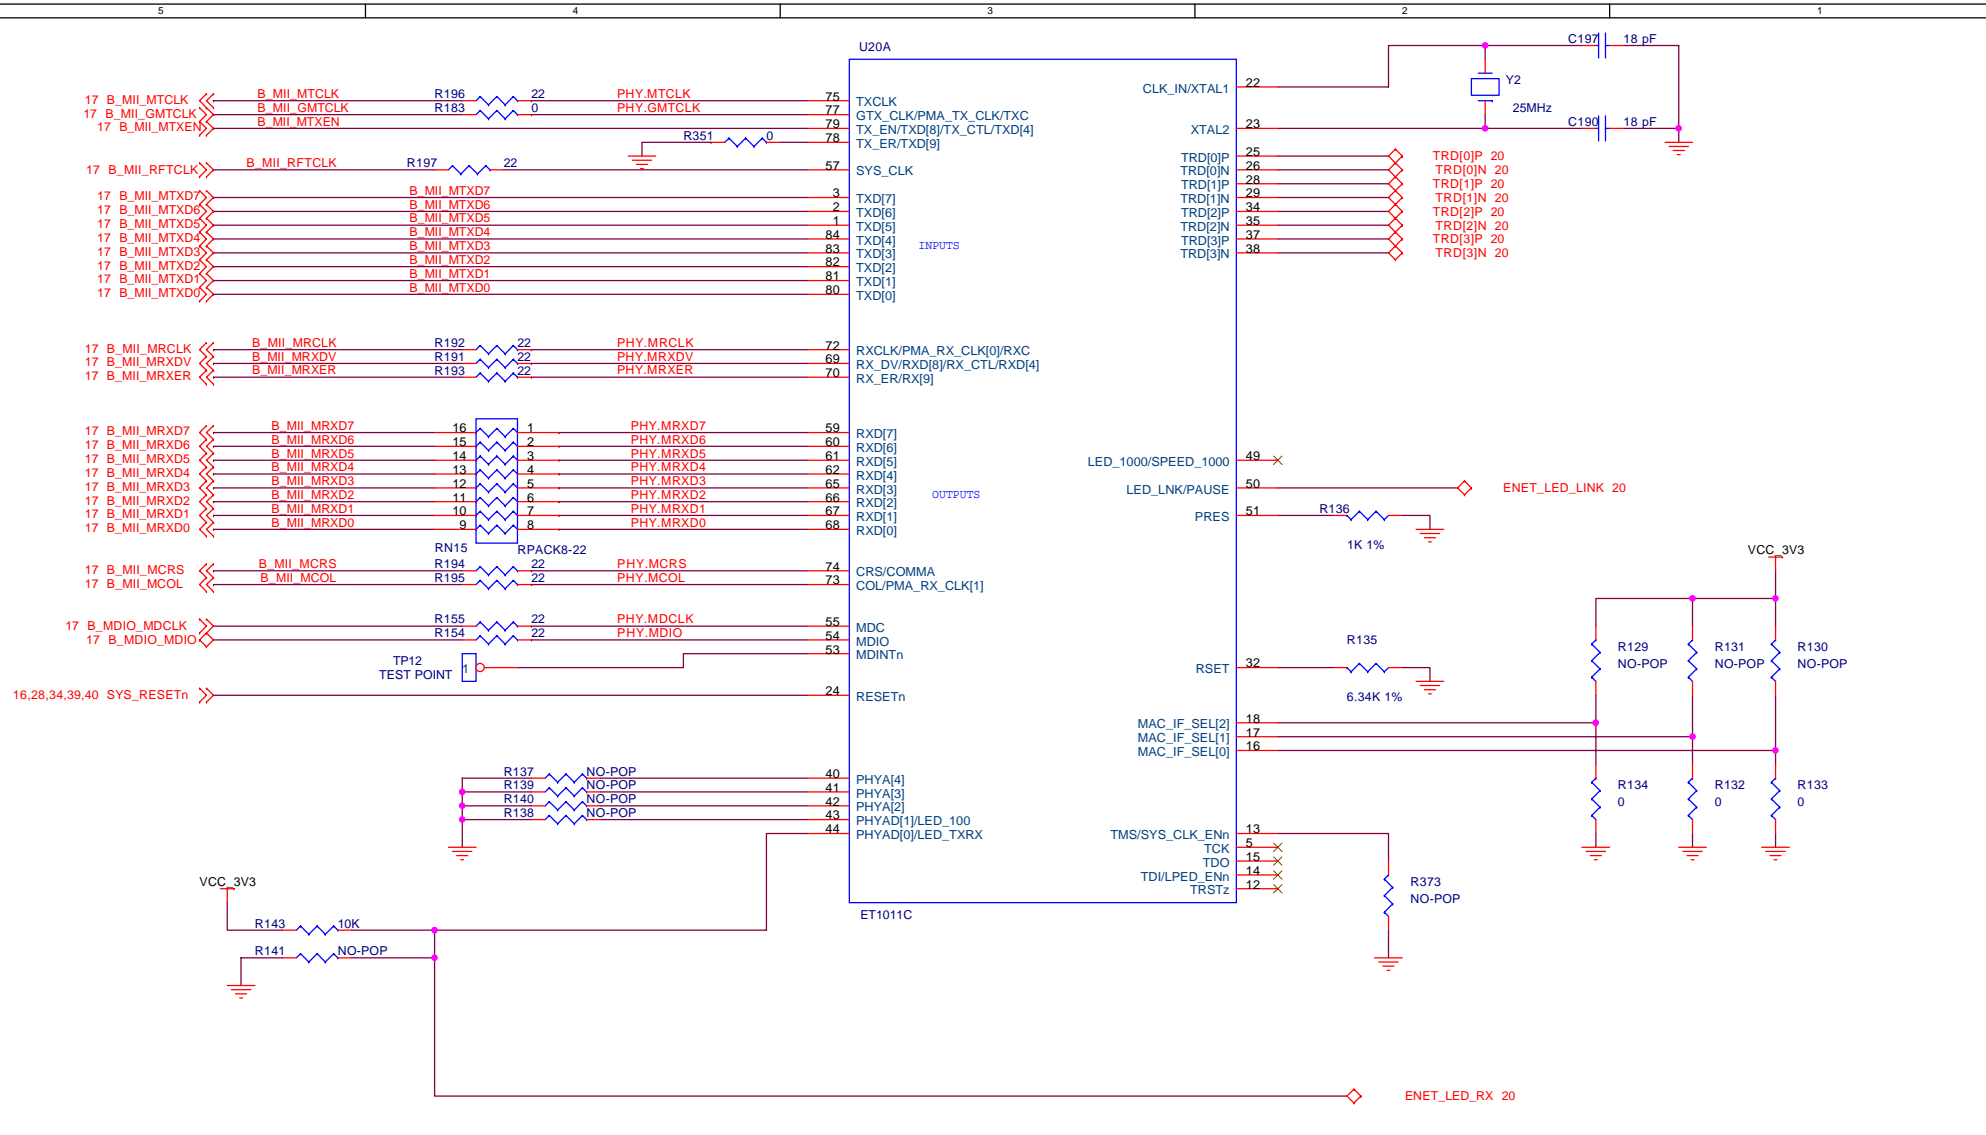 5 4 3 2 1
U20A
17 B_MII_MTCLK B_MII_MTCLK R196 22 PHY.MTCLK 75 TXCLK
17 B_MII_GMTCLK B_MII_GMTCLK R183 0 PHY.GMTCLK 77 GTX_CLK/PMA_TX_CLK/TXC
17 B_MII_MTXEN B_MII_MTXEN 79 TX_EN/TXD[8]/TX_CTL/TXD[4]
R351 0 78 TX_ER/TXD[9]
17 B_MII_RFTCLK B_MII_RFTCLK R197 22 57 SYS_CLK
17 B_MII_MTXD7 B_MII_MTXD7 3 TXD[7]
17 B_MII_MTXD6 B_MII_MTXD6 2 TXD[6]
17 B_MII_MTXD5 B_MII_MTXD5 1 TXD[5]
17 B_MII_MTXD4 B_MII_MTXD4 84 TXD[4]
17 B_MII_MTXD3 B_MII_MTXD3 83 TXD[3]
17 B_MII_MTXD2 B_MII_MTXD2 82 TXD[2]
17 B_MII_MTXD1 B_MII_MTXD1 81 TXD[1]
17 B_MII_MTXD0 B_MII_MTXD0 80 TXD[0]
INPUTS
17 B_MII_MRCLK B_MII_MRCLK R192 22 PHY.MRCLK 72 RXCLK/PMA_RX_CLK[0]/RXC
17 B_MII_MRXDV B_MII_MRXDV R191 22 PHY.MRXDV 69 RX_DV/RXD[8]/RX_CTL/RXD[4]
17 B_MII_MRXER B_MII_MRXER R193 22 PHY.MRXER 70 RX_ER/RX[9]
17 B_MII_MRXD7 B_MII_MRXD7 16 1 PHY.MRXD7 59 RXD[7]
17 B_MII_MRXD6 B_MII_MRXD6 15 2 PHY.MRXD6 60 RXD[6]
17 B_MII_MRXD5 B_MII_MRXD5 14 3 PHY.MRXD5 61 RXD[5]
17 B_MII_MRXD4 B_MII_MRXD4 13 4 PHY.MRXD4 62 RXD[4]
17 B_MII_MRXD3 B_MII_MRXD3 12 5 PHY.MRXD3 65 RXD[3]
17 B_MII_MRXD2 B_MII_MRXD2 11 6 PHY.MRXD2 66 RXD[2]
17 B_MII_MRXD1 B_MII_MRXD1 10 7 PHY.MRXD1 67 RXD[1]
17 B_MII_MRXD0 B_MII_MRXD0 9 8 PHY.MRXD0 68 RXD[0]
OUTPUTS
RN15 RPACK8-22
17 B_MII_MCRS B_MII_MCRS R194 22 PHY.MCRS 74 CRS/COMMA
17 B_MII_MCOL B_MII_MCOL R195 22 PHY.MCOL 73 COL/PMA_RX_CLK[1]
17 B_MDIO_MDCLK R155 22 PHY.MDCLK 55 MDC
17 B_MDIO_MDIO R154 22 PHY.MDIO 54 MDIO
53 MDINTn
TP12
TEST POINT 1
16,28,34,39,40 SYS_RESETn 24 RESETn
R137 NO-POP 40 PHYA[4]
R139 NO-POP 41 PHYA[3]
R140 NO-POP 42 PHYA[2]
R138 NO-POP 43 PHYAD[1]/LED_100
44 PHYAD[0]/LED_TXRX
VCC_3V3
R143 10K
R141 NO-POP
ET1011C
CLK_IN/XTAL1 22
C197 18 pF
Y2
25MHz
XTAL2 23
C190 18 pF
TRD[0]P 25 TRD[0]P 20
TRD[0]N 26 TRD[0]N 20
TRD[1]P 28 TRD[1]P 20
TRD[1]N 29 TRD[1]N 20
TRD[2]P 34 TRD[2]P 20
TRD[2]N 35 TRD[2]N 20
TRD[3]P 37 TRD[3]P 20
TRD[3]N 38 TRD[3]N 20
LED_1000/SPEED_1000 49
LED_LNK/PAUSE 50 ENET_LED_LINK 20
PRES 51 R136
1K 1%
VCC_3V3
RSET 32 R135
6.34K 1%
R129 NO-POP
R131 NO-POP
R130 NO-POP
MAC_IF_SEL[2] 18
MAC_IF_SEL[1] 17
MAC_IF_SEL[0] 16
R134 0
R132 0
R133 0
TMS/SYS_CLK_ENn 13
TCK 5
TDO 15
TDI/LPED_ENn 14
TRSTz 12
R373
NO-POP
ENET_LED_RX 20